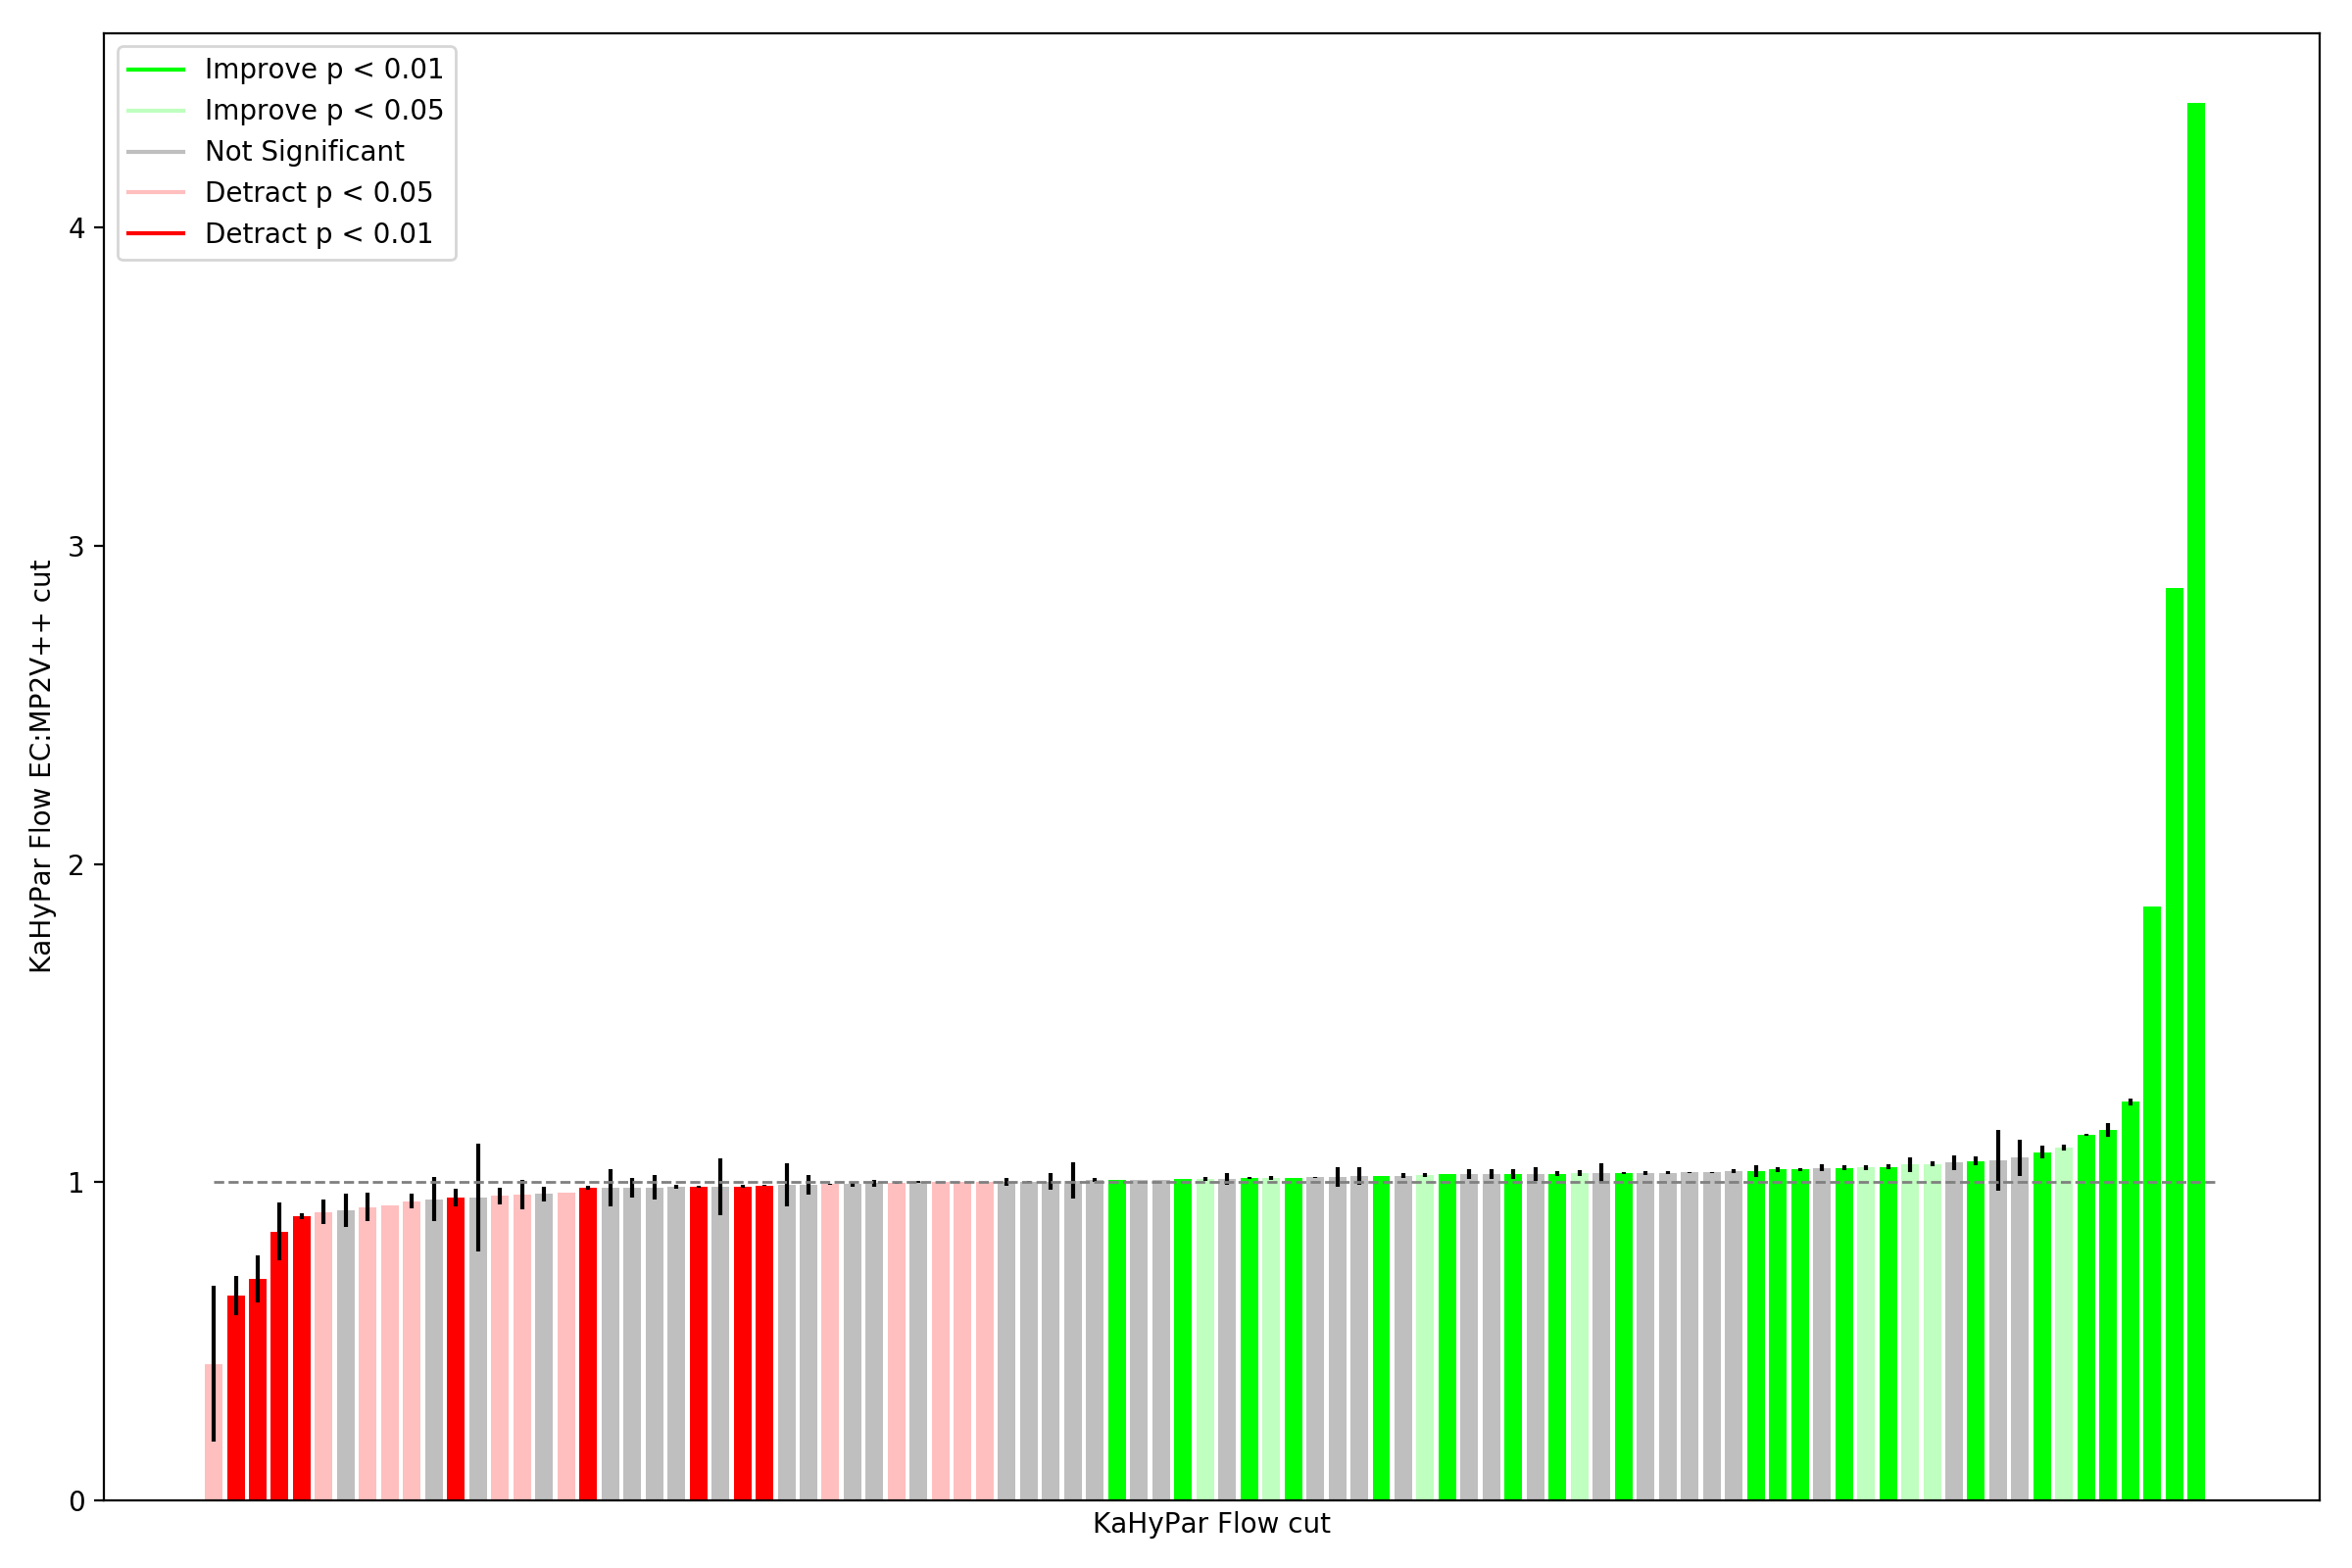 Improve p < 0.01
Improve p < 0.05
Not Significant
Detract p < 0.05
Detract p < 0.01
4
3
2
1
0
KaHyPar Flow EC:MP2V++ cut
KaHyPar Flow cut